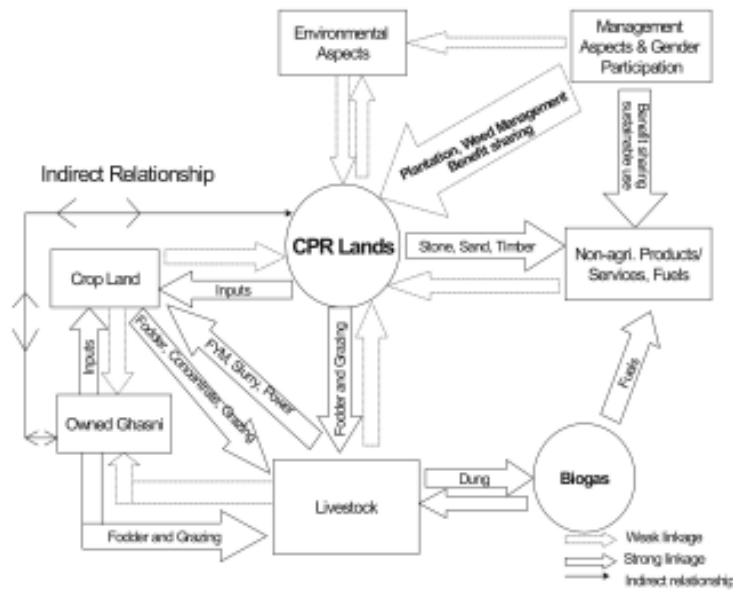 Environmental
Aspects
Management
Aspects & Gender
Participation
Plantation, Weed Management
Benefit sharing
Benefit sharing
sustainable use
Indirect Relationship
CPR Lands
Stone, Sand, Timber
Non-agri. Products/
Services, Fuels
Crop Land
Inputs
Inputs
Fodder, Concentrate, Grazing
FYM, Slurry, Power
Fodder and Grazing
Fuels
Owned Ghasni
Livestock
Dung
Biogas
Fodder and Grazing
Weak linkage
Strong linkage
Indirect relationship